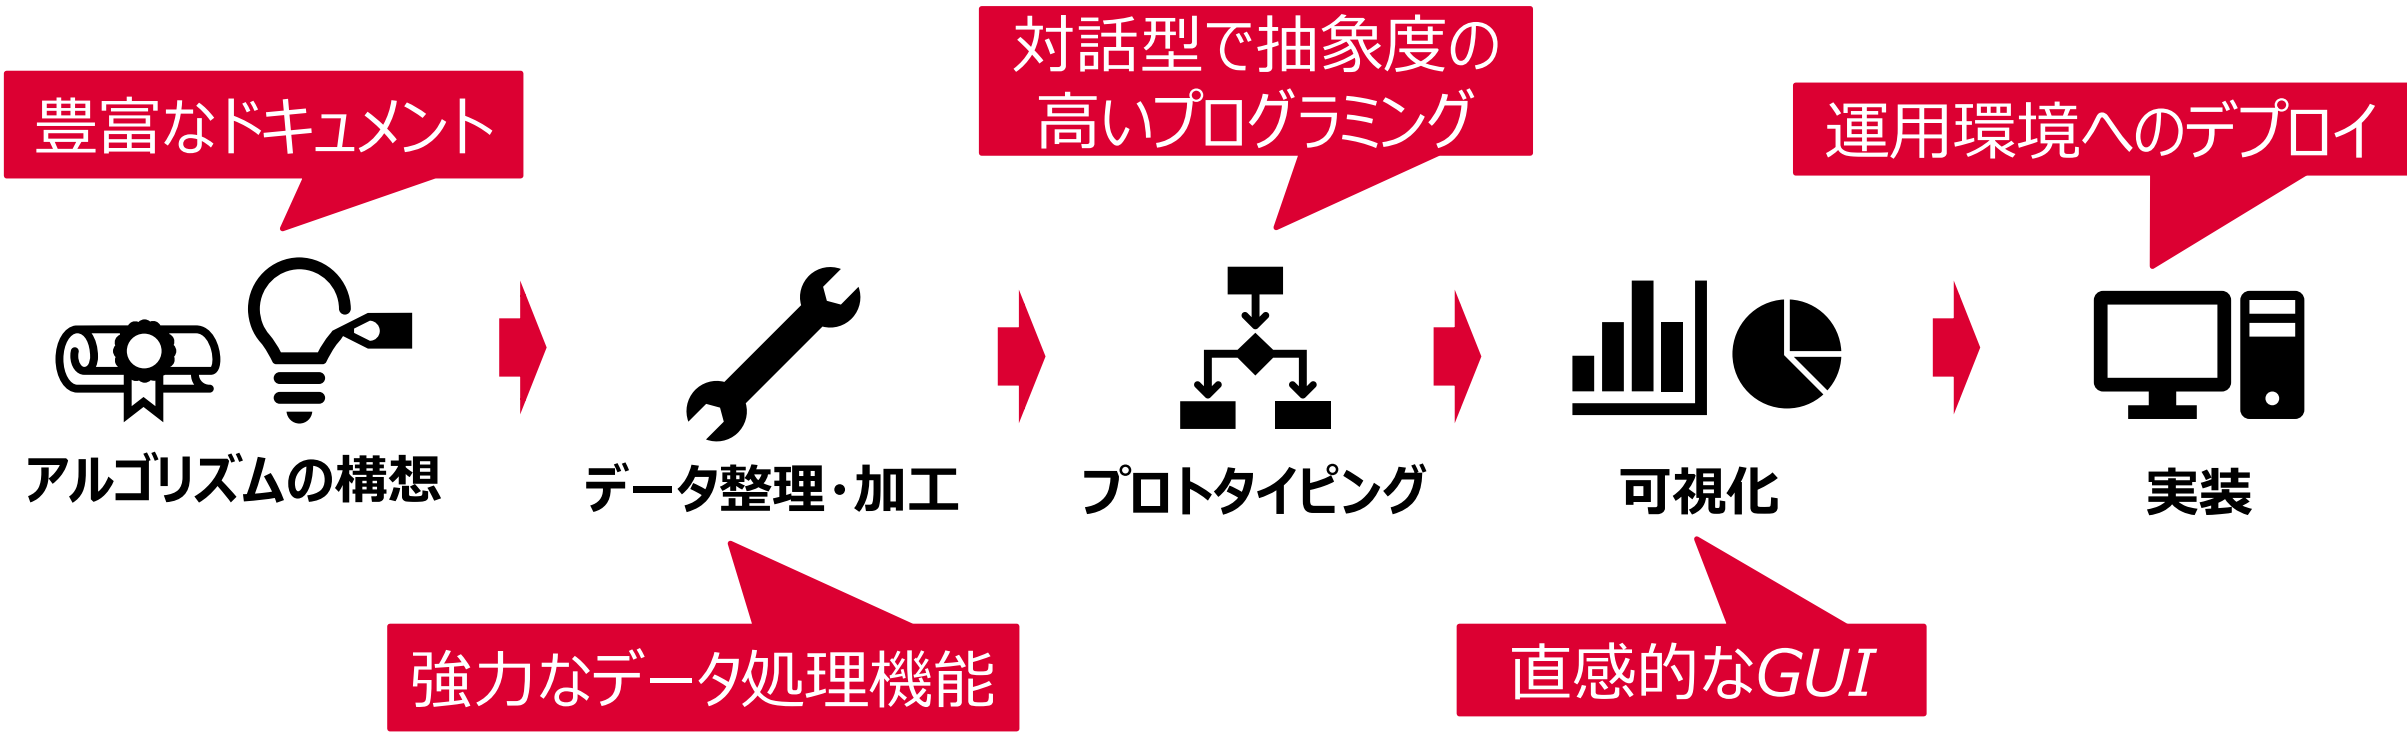 豊富なドキュメント
対話型で抽象度の
高いプログラミング
運用環境へのデプロイ
アルゴリズムの構想
データ整理・加工
プロトタイピング
可視化
実装
強力なデータ処理機能
直感的なGUI